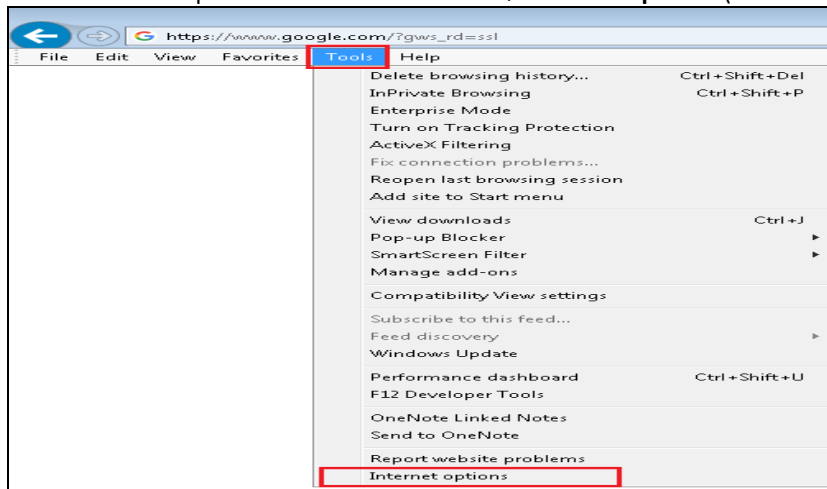 https://www.google.com/?gws_rd=ssl
File Edit View Favorites Tools Help
Delete browsing history... Ctrl+Shift+Del
InPrivate Browsing Ctrl+Shift+P
Enterprise Mode
Turn on Tracking Protection
ActiveX Filtering
Fix connection problems...
Reopen last browsing session
Add site to Start menu
View downloads Ctrl+J
Pop-up Blocker
SmartScreen Filter
Manage add-ons
Compatibility View settings
Subscribe to this feed...
Feed discovery
Windows Update
Performance dashboard Ctrl+Shift+U
F12 Developer Tools
OneNote Linked Notes
Send to OneNote
Report website problems
Internet options